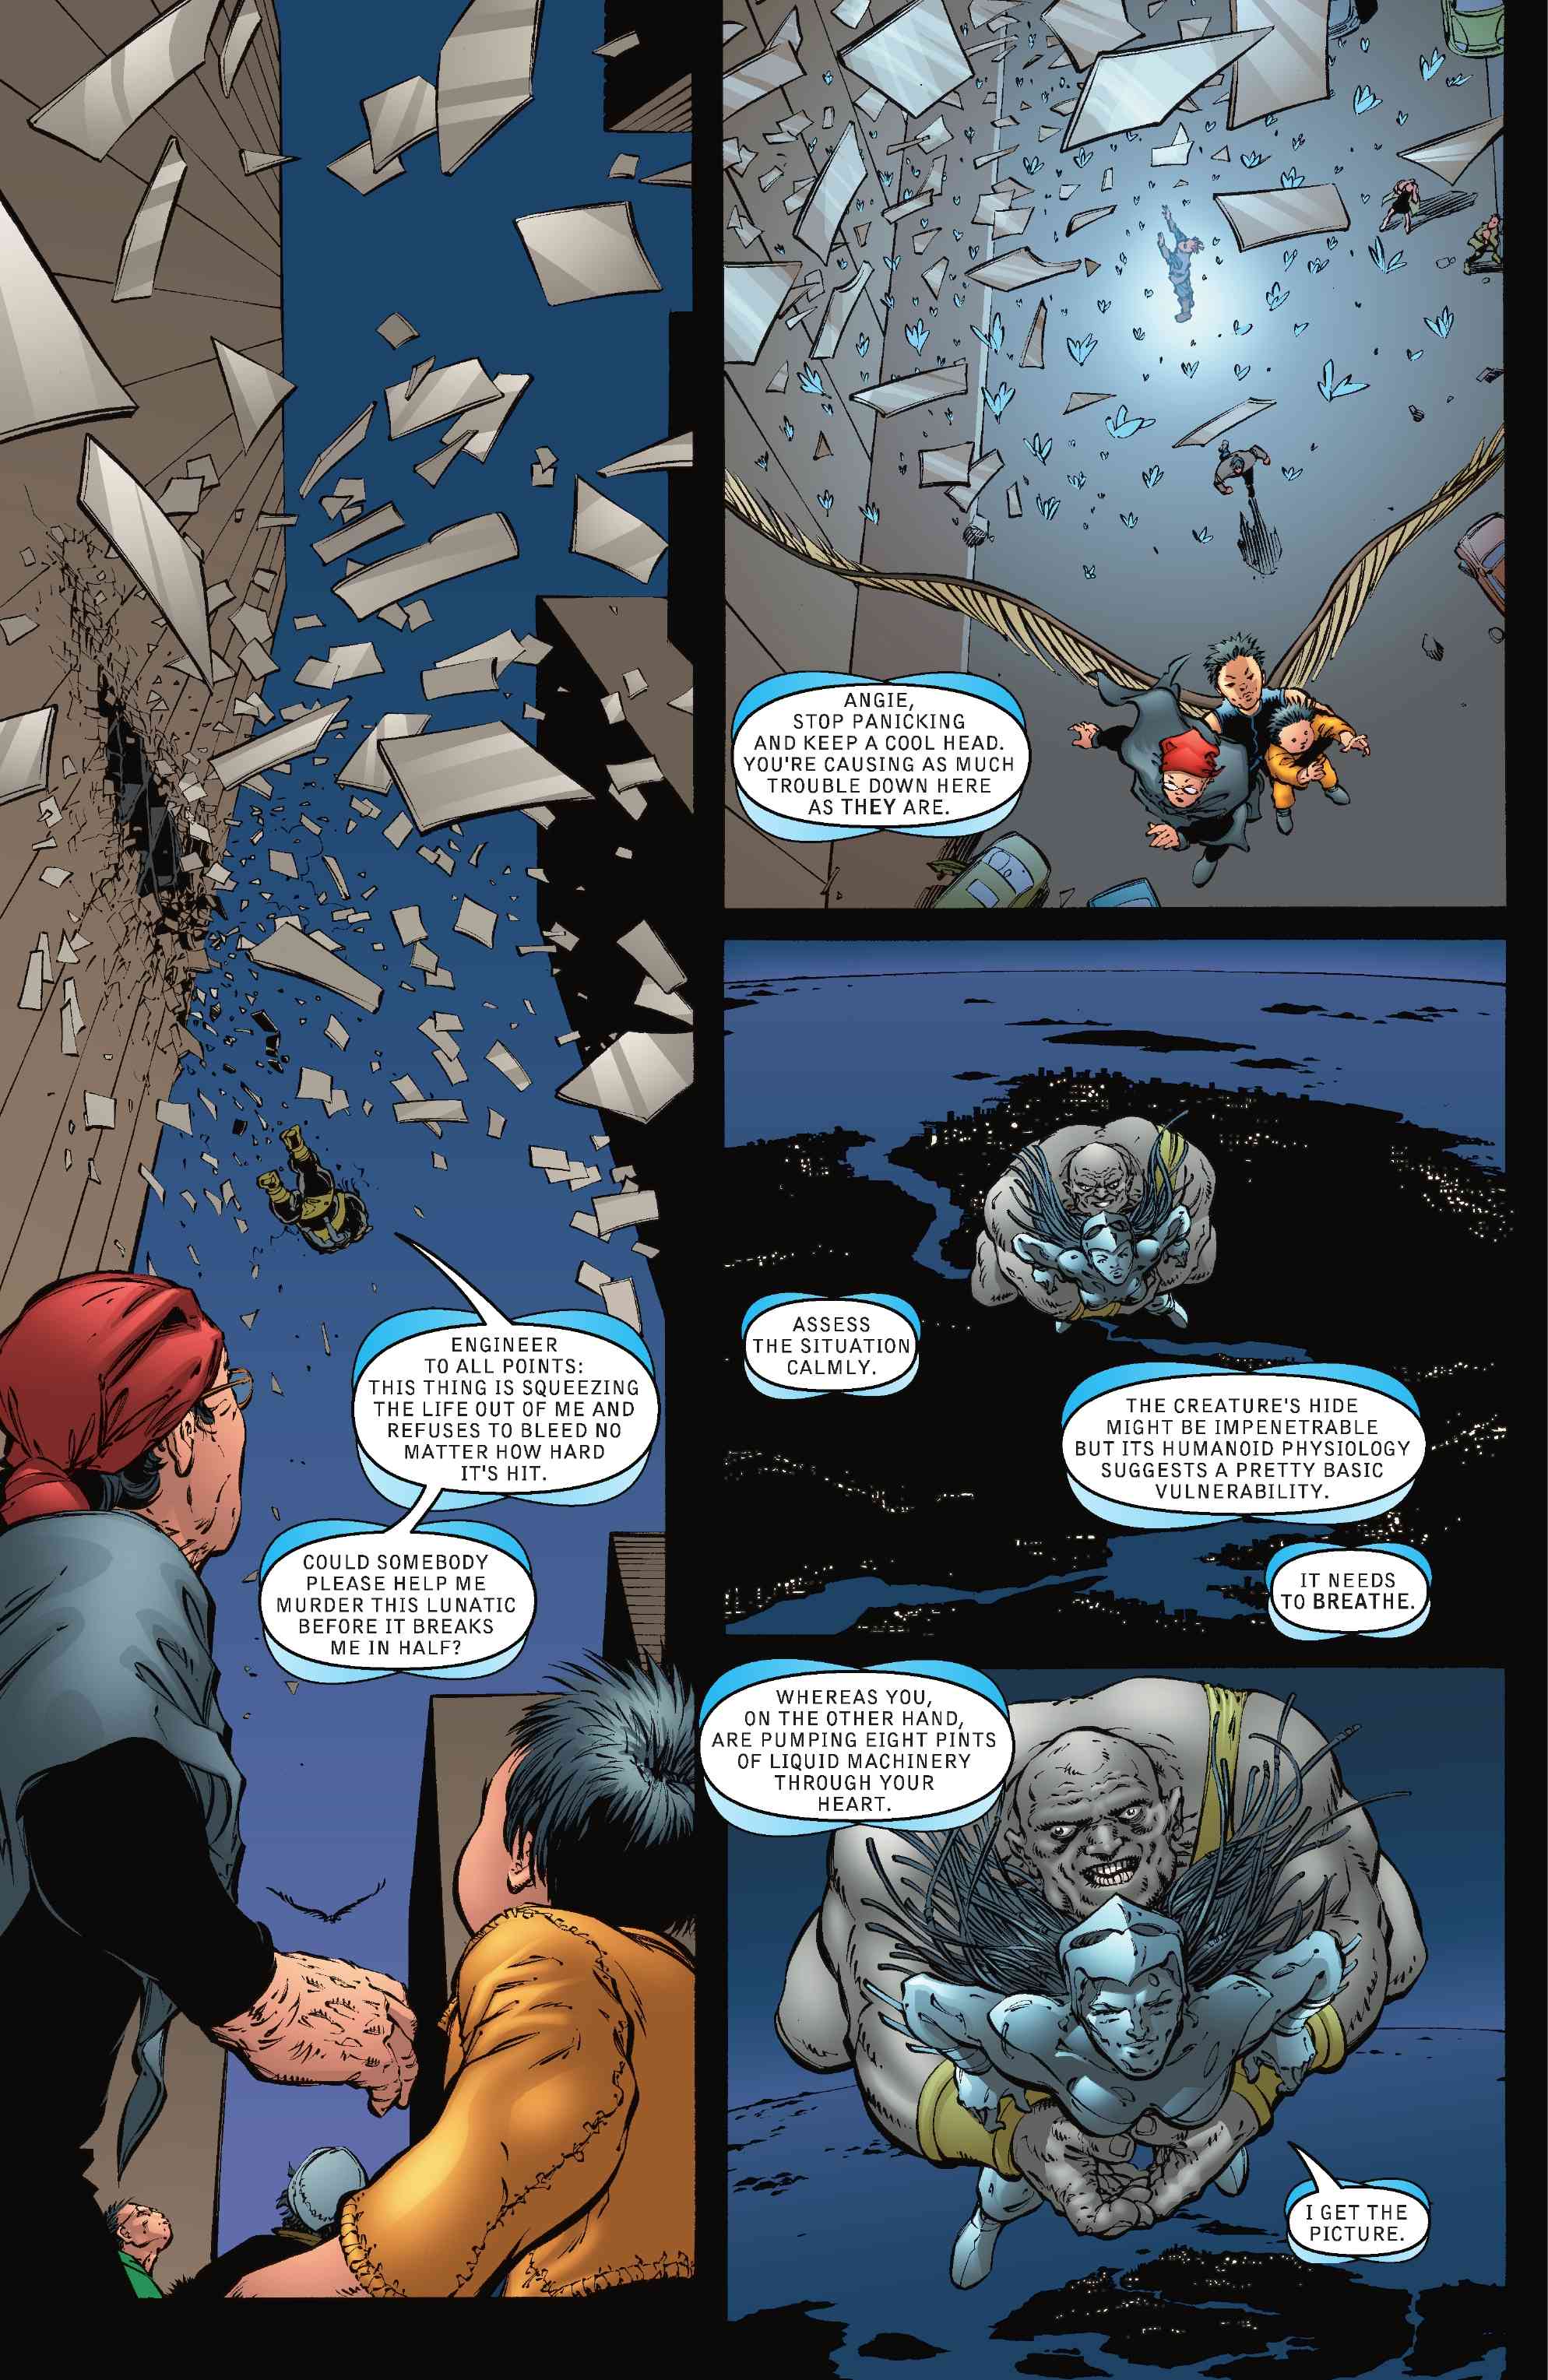 ENGINEER
TO ALL POINTS:
THIS THING IS SQUEEZING
THE LIFE OUT OF ME AND
REFUSES TO BLEED NO
MATTER HOW HARD
IT'S HIT.
COULD SOMEBODY
PLEASE HELP ME
MURDER THIS LUNATIC
BEFORE IT BREAKS
ME IN HALF?
ANGIE,
STOP PANICKING
AND KEEP A COOL HEAD.
YOU'RE CAUSING AS MUCH
TROUBLE DOWN HERE
AS THEY ARE.
ASSESS
THE SITUATION
CALMLY.
THE CREATURE'S HIDE
MIGHT BE IMPENETRABLE
BUT ITS HUMANOID PHYSIOLOGY
SUGGESTS A PRETTY BASIC
VULNERABILITY.
IT NEEDS
TO BREATHE.
WHEREAS YOU,
ON THE OTHER HAND,
ARE PUMPING EIGHT PINTS
OF LIQUID MACHINERY
THROUGH YOUR
HEART.
I GET THE
PICTURE.